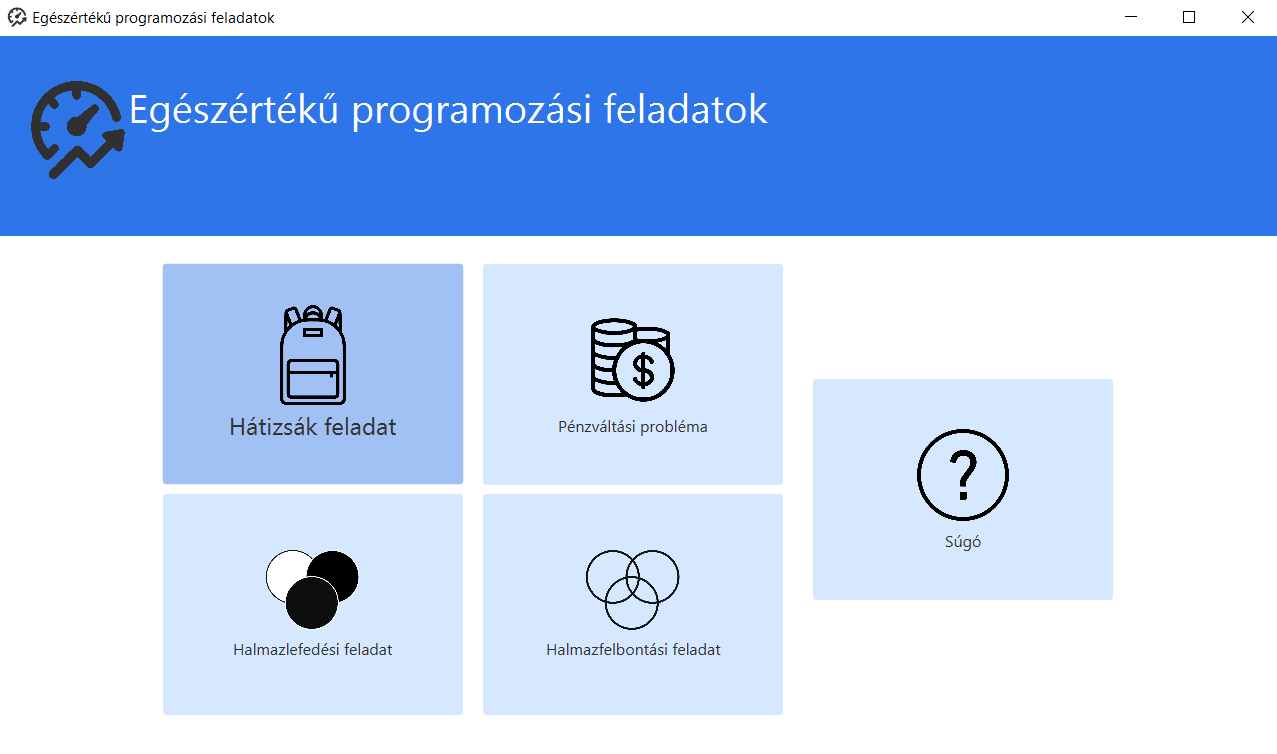 Egészértékű programozási feladatok
Egészértékű programozási feladatok
Hátizsák feladat
Pénzváltási probléma
Súgó
Halmazlefedési feladat
Halmazfelbontási feladat